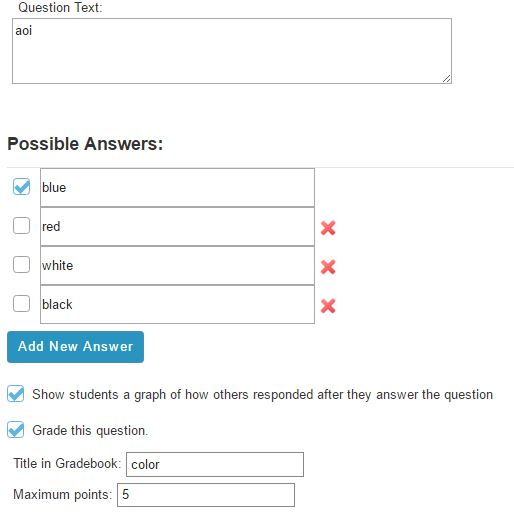 Question Text:
aoi
Possible Answers:
blue
red
white
black
Add New Answer
Show students a graph of how others responded after they answer the question
Grade this question.
Title in Gradebook: color
Maximum points: 5